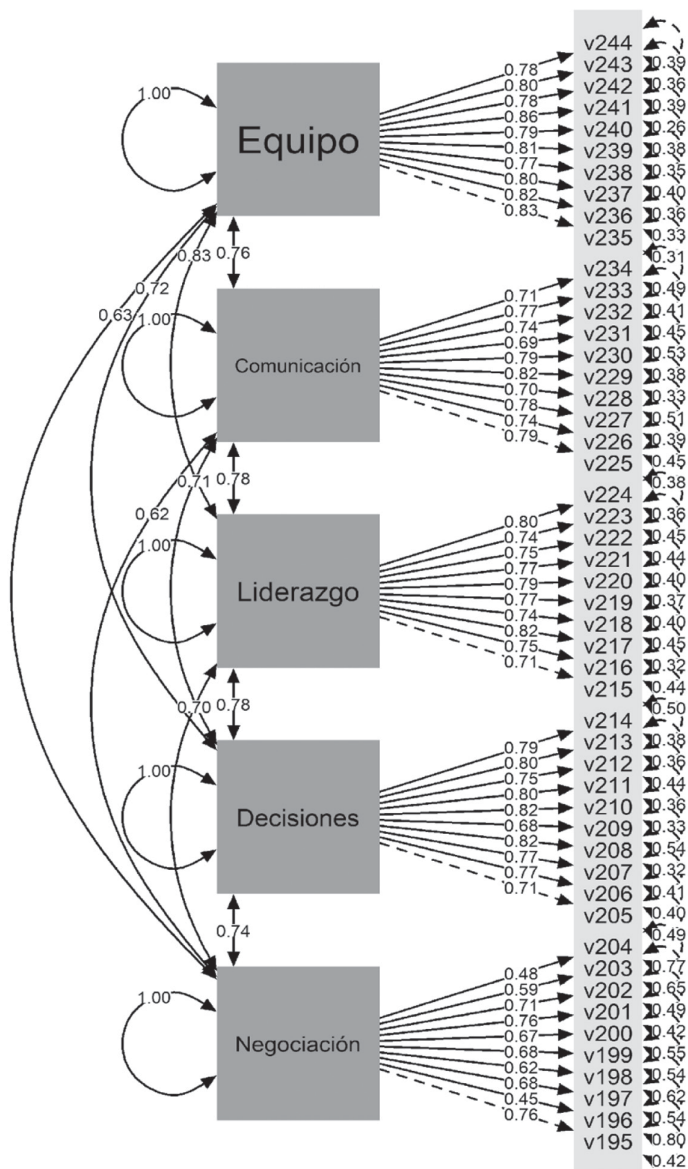 v244
0.78
v243
0.39
1.00
0.80
v242
0.36
0.78
v241
0.39
Equipo
0.86
v240
0.26
0.79
v239
0.38
0.81
v238
0.35
0.77
v237
0.40
0.80
v236
0.36
0.82
v235
0.33
0.83
0.83
0.76
0.31
v234
0.72
0.71
v233
0.49
0.63
1.00
0.77
v232
0.41
0.74
v231
0.45
0.69
v230
0.53
Comunicación
0.79
v229
0.38
0.82
v228
0.33
0.70
v227
0.51
0.78
v226
0.39
0.74
v225
0.45
0.79
0.71
0.78
0.38
v224
0.62
0.80
v223
0.36
0.74
v222
0.45
1.00
0.75
v221
0.44
0.77
v220
0.40
Liderazgo
0.79
v219
0.37
0.77
v218
0.40
0.74
v217
0.45
0.82
v216
0.32
0.75
v215
0.44
0.71
0.70
0.78
0.50
v214
0.79
v213
0.38
0.80
v212
0.36
1.00
0.75
v211
0.44
0.80
v210
0.36
Decisiones
0.82
v209
0.33
0.68
v208
0.54
0.82
v207
0.32
0.77
v206
0.41
0.77
v205
0.40
0.71
0.74
0.49
v204
0.48
v203
0.77
0.59
v202
0.65
1.00
0.71
v201
0.49
0.76
v200
0.42
Negociación
0.67
v199
0.55
0.68
v198
0.54
0.62
v197
0.62
0.68
v196
0.54
0.45
v195
0.80
0.76
0.42